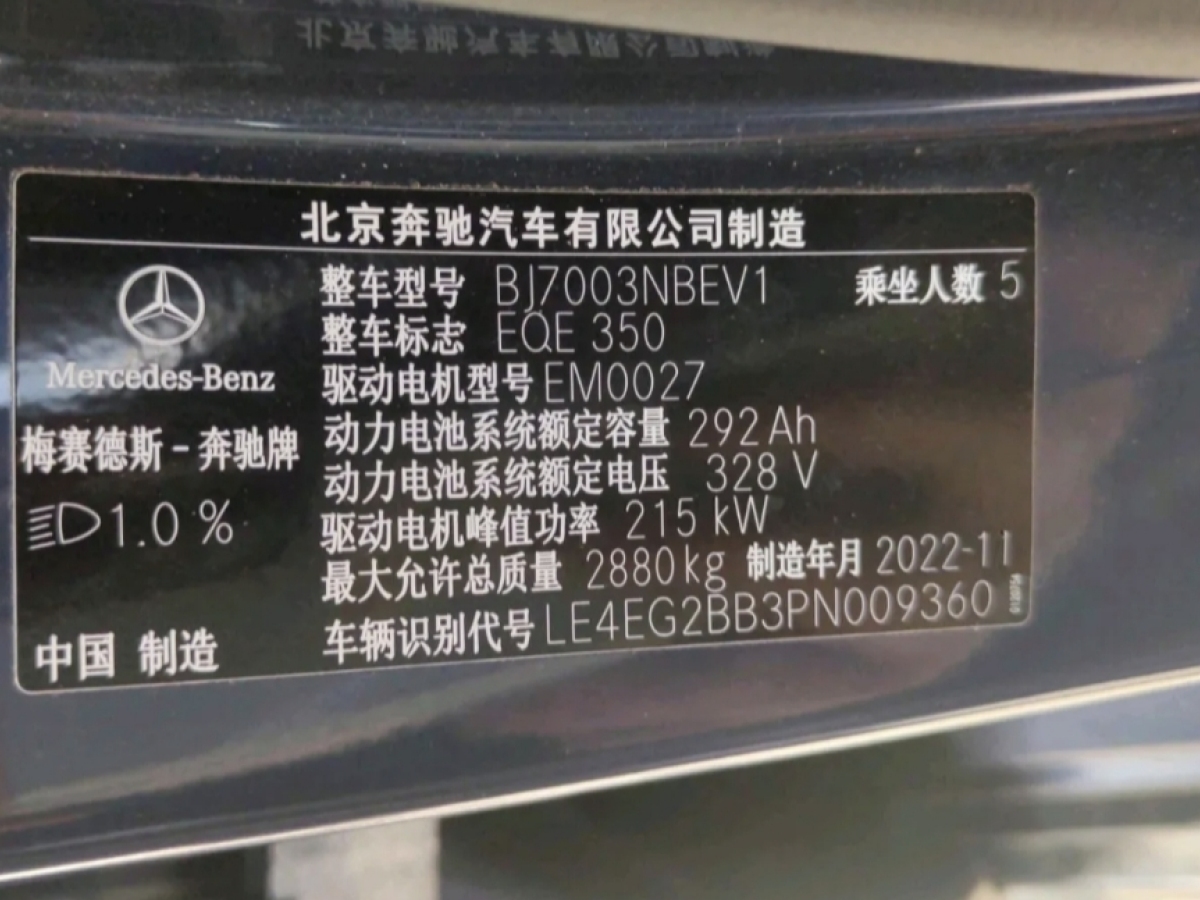 北京奔驰汽车有限公司制造
整车型号 BJ7003NBEV1 乘坐人数 5
整车标志 EQE 350
Mercedes-Benz
驱动电机型号 EM0027
梅赛德斯-奔驰牌
动力电池系统额定容量 292 Ah
动力电池系统额定电压 328 V
1.0 %
驱动电机峰值功率 215 kW
最大允许总质量 2880 kg 制造年月 2022-11
中国 制造
车辆识别代号 LE4EG2BB3PN009360